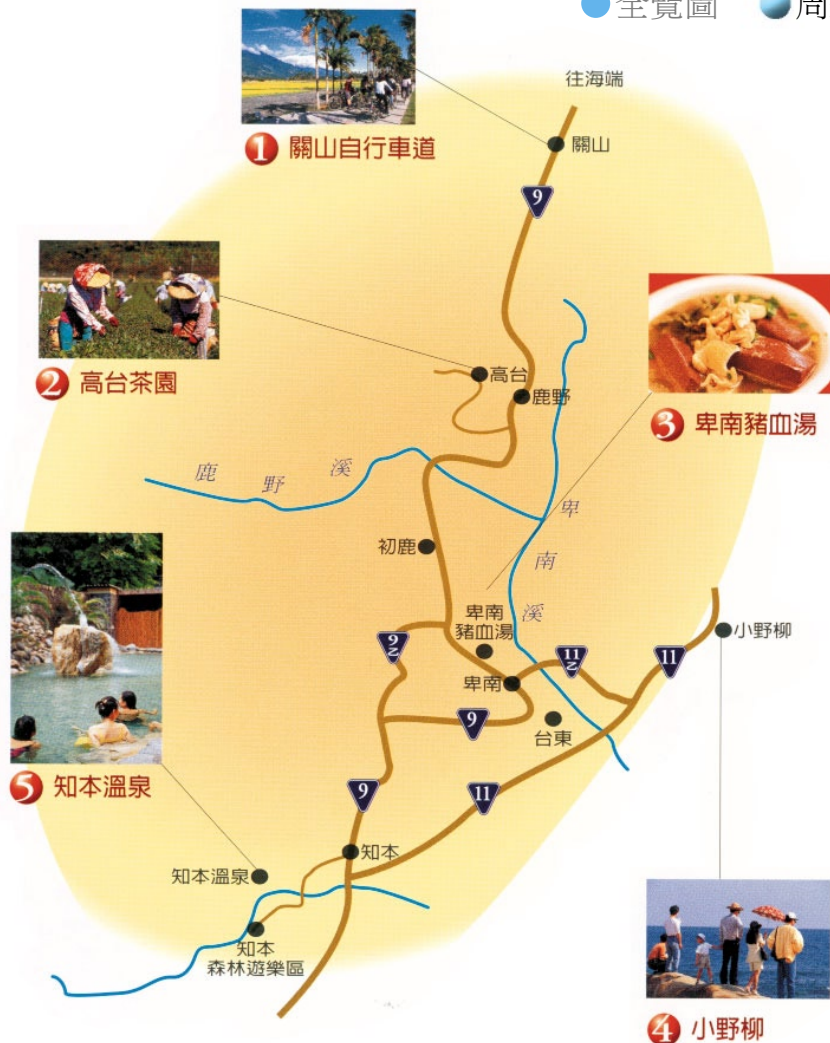 全覽圖 周
往海端
關山
1 關山自行車道
9
2 高台茶園
高台
鹿野
3 卑南豬血湯
鹿野溪
卑南溪
初鹿
卑南
豬血湯
9乙
11乙
11
小野柳
卑南
9
台東
5 知本溫泉
9
11
知本
知本溫泉
知本
森林遊樂區
4 小野柳